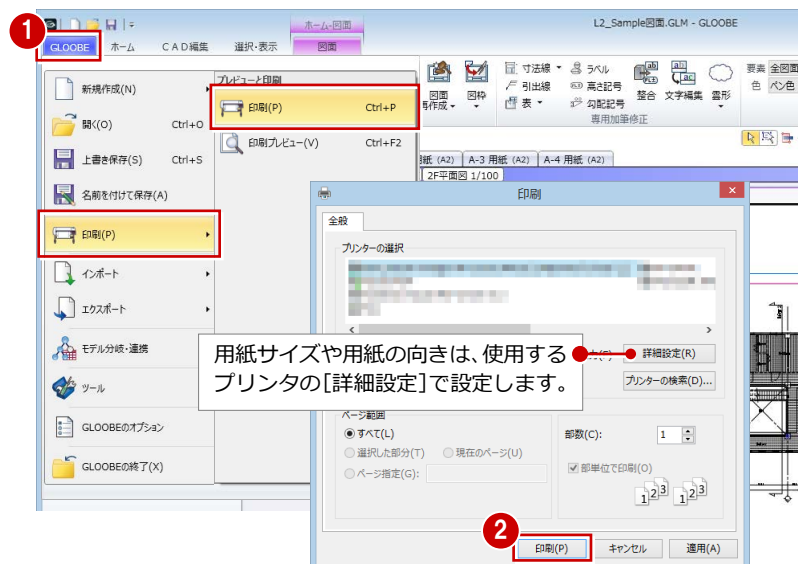 1
ホーム-図面
L2_Sample図面.GLM - GLOOBE
GLOOBE ホーム CAD編集 選択・表示 図面
新規作成(N)
開く(O) Ctrl+O
上書き保存(S) Ctrl+S
名前を付けて保存(A)
印刷(P)
インポート
エクスポート
モデル分岐・連携
ツール
GLOOBEのオプション
GLOOBEの終了(X)
プレビューと印刷
印刷(P) Ctrl+P
印刷プレビュー(V) Ctrl+F2
図面
再作成
図枠
寸法線
引出線
表
ラベル
高さ記号
勾配記号
整合
文字編集
雲形
専用加筆修正
要素 全図面
色 ペン色
用紙 (A2) A-3 用紙 (A2) A-4 用紙 (A2)
2F平面図 1/100
印刷
全般
プリンターの選択
詳細設定(R)
プリンターの検索(D)...
用紙サイズや用紙の向きは、使用する
プリンタの[詳細設定]で設定します。
ページ範囲
すべて(L)
選択した部分(T) 現在のページ(U)
ページ指定(G):
部数(C): 1
部単位で印刷(O)
1 2 3 1 2 3
2
印刷(P) キャンセル 適用(A)